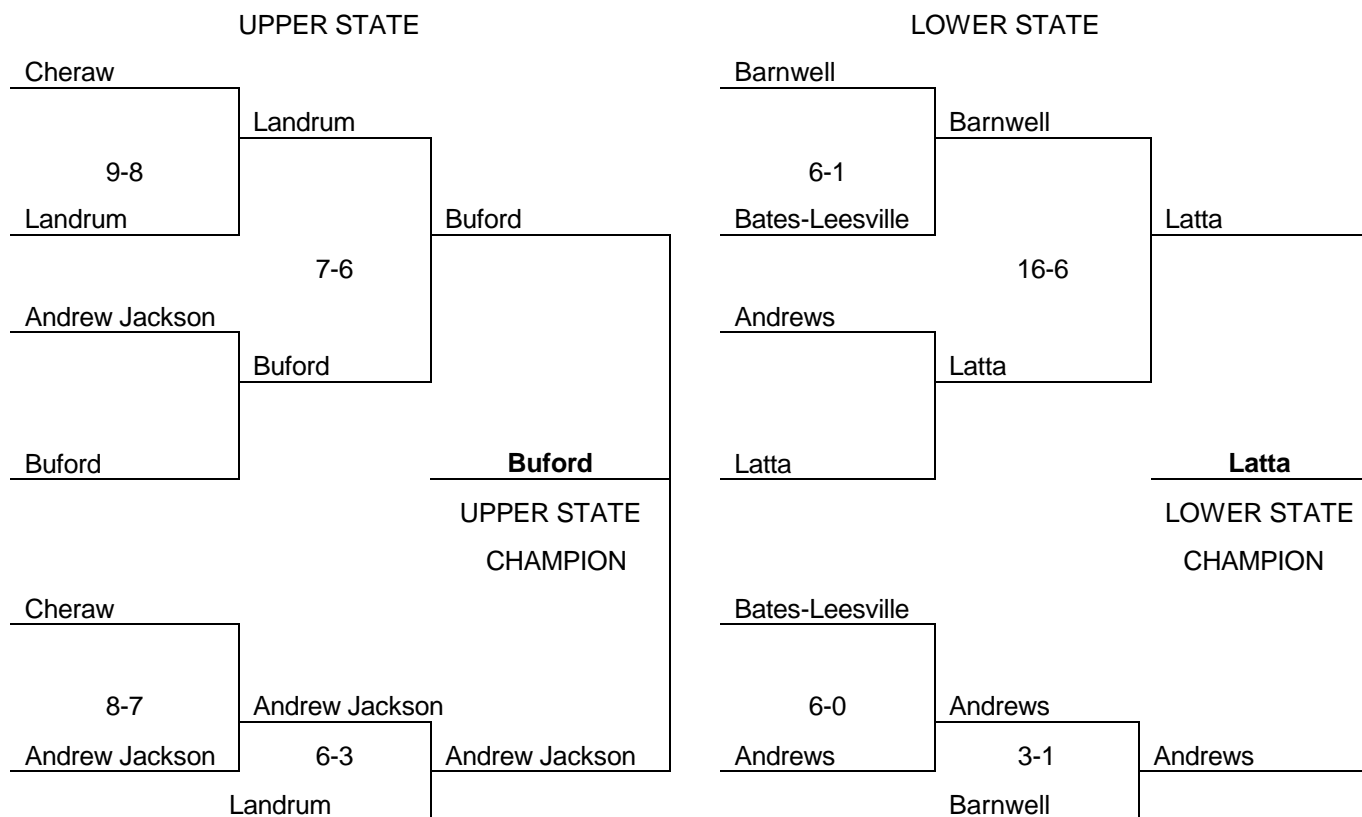 UPPER STATE
LOWER STATE
Cheraw
Barnwell
Landrum
Barnwell
9-8
6-1
Landrum
Buford
Bates-Leesville
Latta
7-6
16-6
Andrew Jackson
Andrews
Buford
Latta
Buford
Buford
Latta
Latta
UPPER STATE
LOWER STATE
CHAMPION
CHAMPION
Cheraw
Bates-Leesville
8-7
Andrew Jackson
6-0
Andrews
Andrew Jackson
6-3
Andrew Jackson
Andrews
3-1
Andrews
Landrum
Barnwell